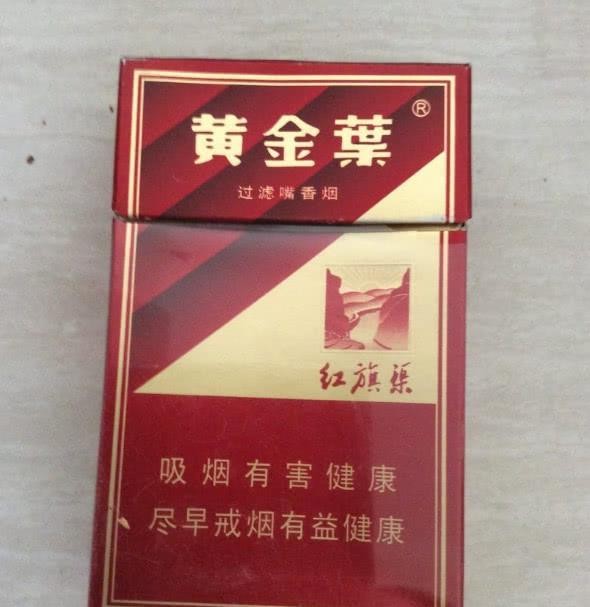 黄金葉®
过滤嘴香烟
红旗渠
吸烟有害健康
尽早戒烟有益健康